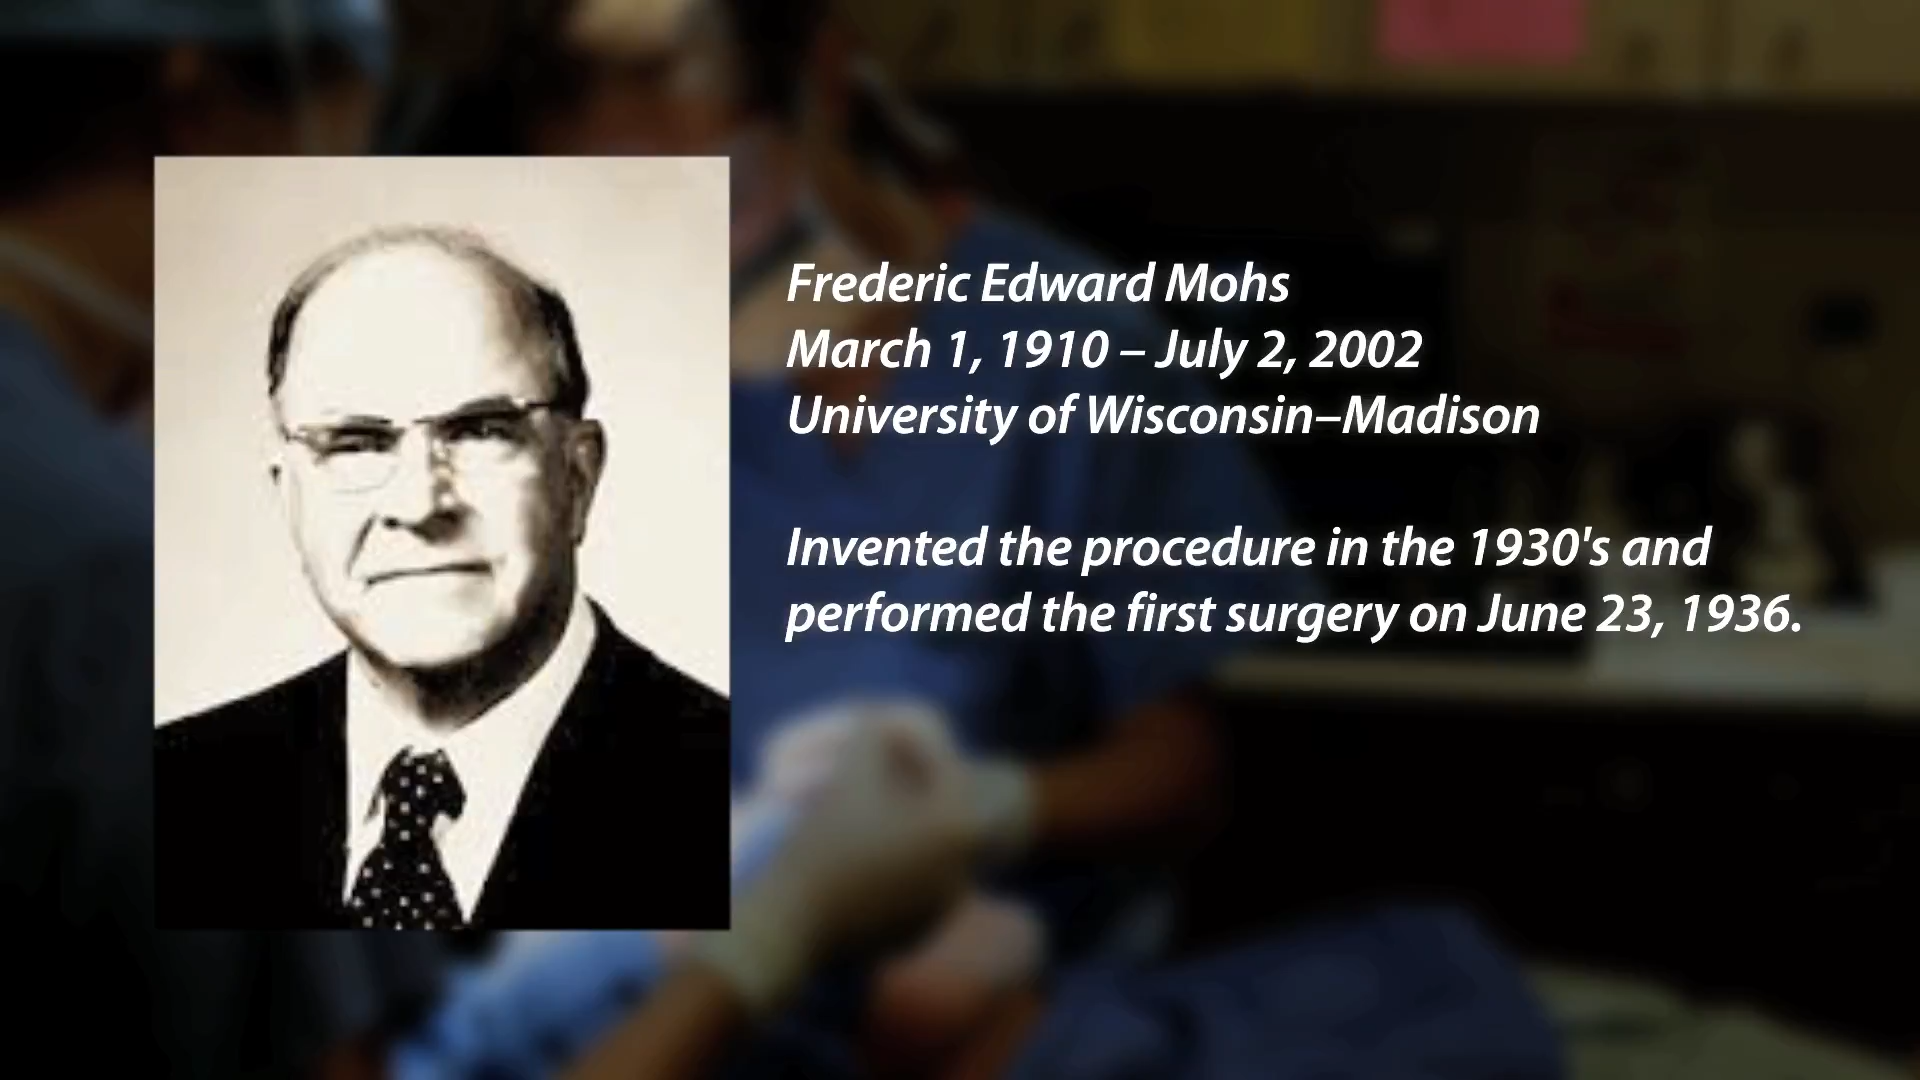 Frederic Edward Mohs
March 1, 1910 – July 2, 2002
University of Wisconsin–Madison
Invented the procedure in the 1930's and
performed the first surgery on June 23, 1936.